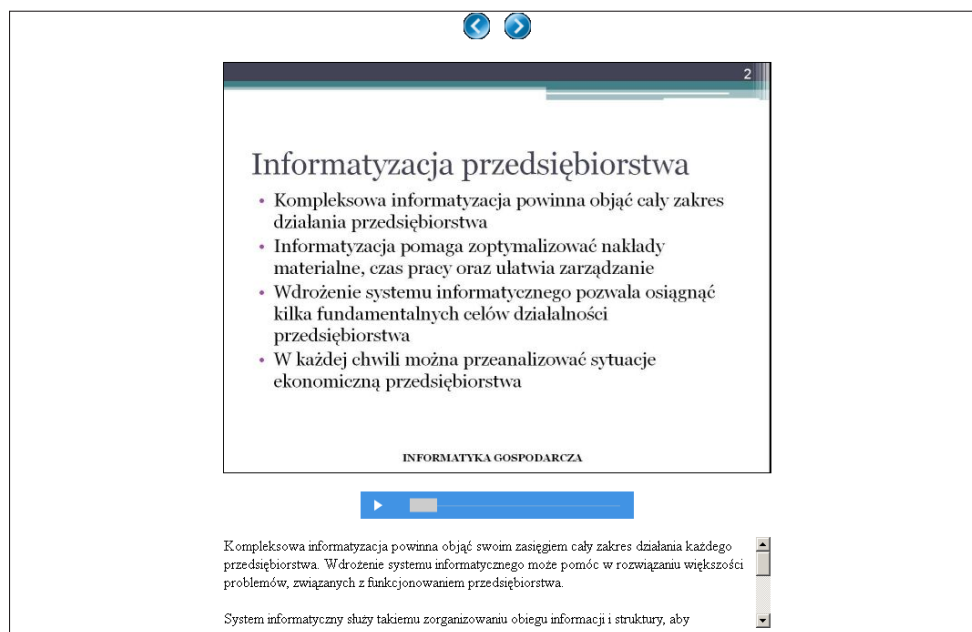 2
Informatyzacja przedsiębiorstwa
• Kompleksowa informatyzacja powinna objąć cały zakres
działania przedsiębiorstwa
• Informatyzacja pomaga zoptymalizować nakłady
materialne, czas pracy oraz ułatwia zarządzanie
• Wdrożenie systemu informatycznego pozwala osiągnąć
kilka fundamentalnych celów działalności
przedsiębiorstwa
• W każdej chwili można przeanalizować sytuacje
ekonomiczną przedsiębiorstwa
INFORMATYKA GOSPODARCZA
Kompleksowa informatyzacja powinna objąć swoim zasięgiem cały zakres działania każdego
przedsiębiorstwa. Wdrożenie systemu informatycznego może pomóc w rozwiązaniu większości
problemów, związanych z funkcjonowaniem przedsiębiorstwa.
System informatyczny służy takiemu zorganizowaniu obiegu informacji i struktury, aby